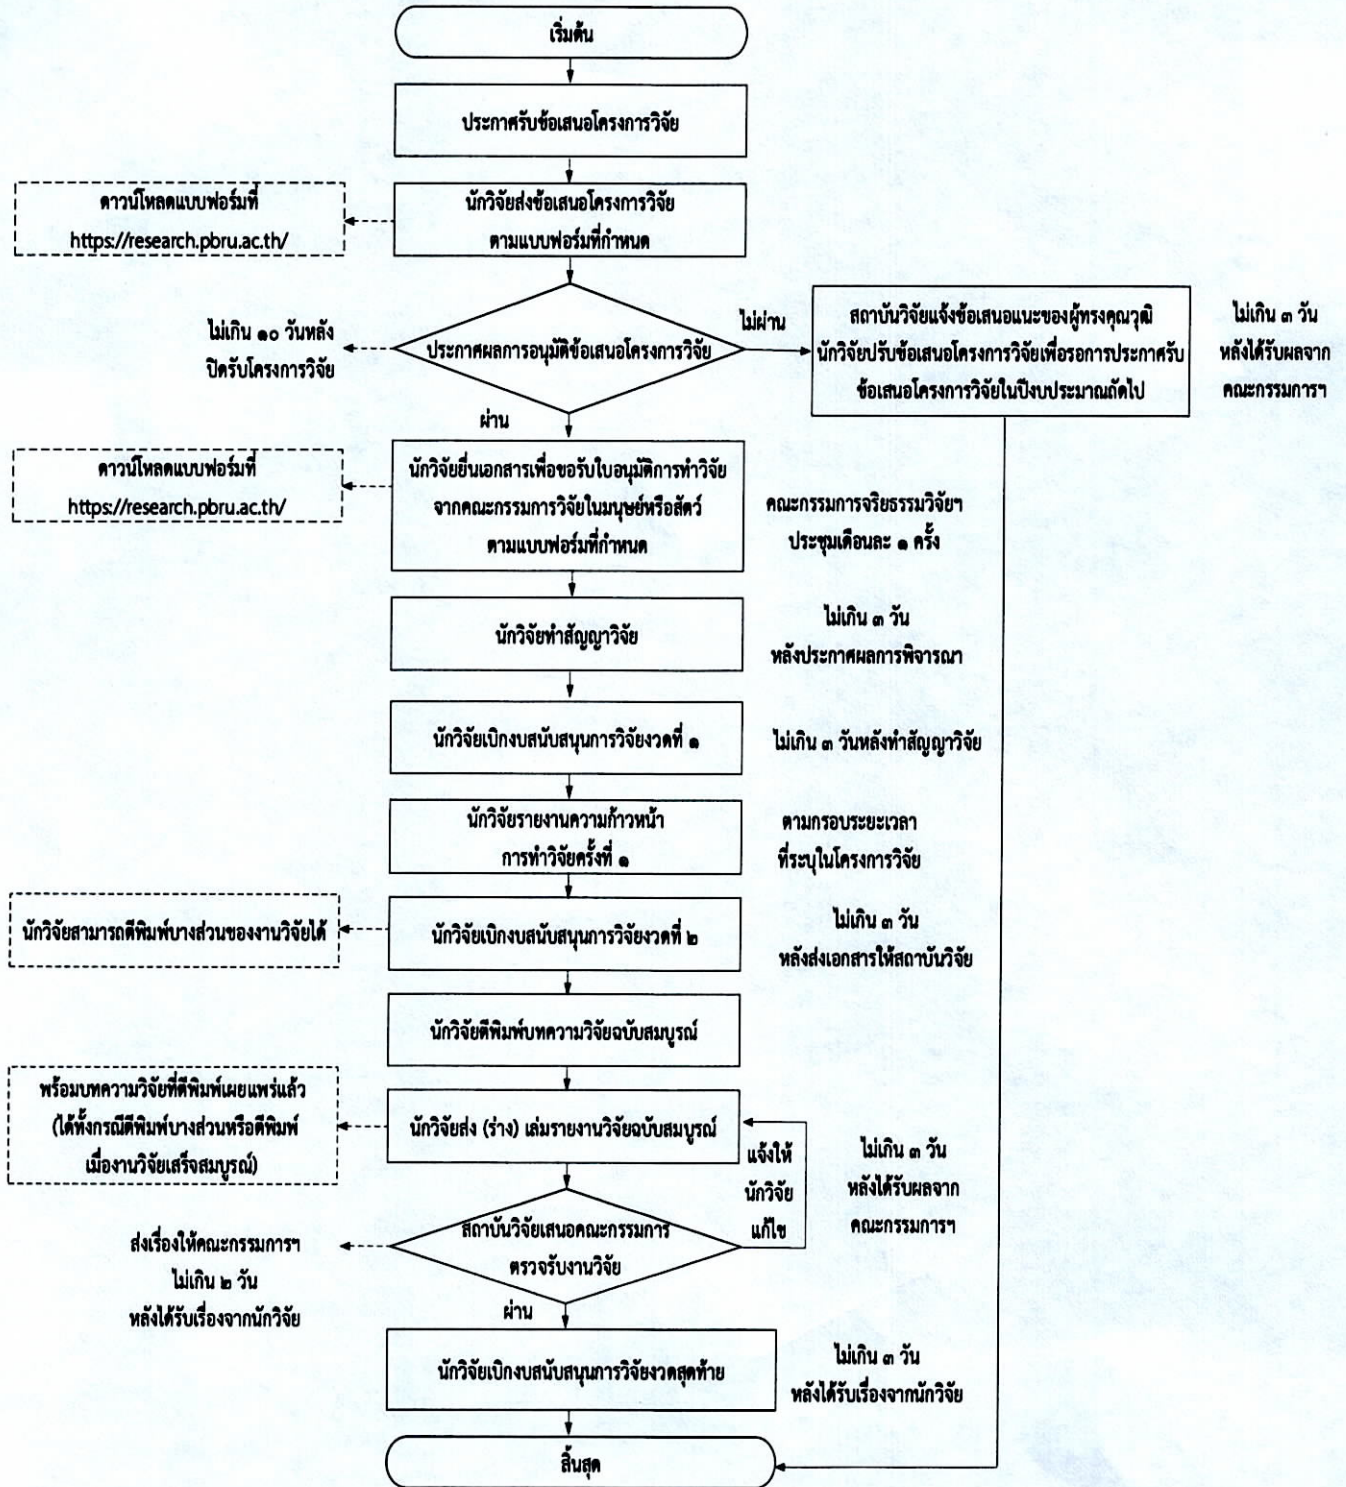 เริ่มต้น
ประกาศรับข้อเสนอโครงการวิจัย
นักวิจัยส่งข้อเสนอโครงการวิจัย
ตามแบบฟอร์มที่กำหนด
ดาวน์โหลดแบบฟอร์มที่
https://research.pbru.ac.th/
ประกาศผลการอนุมัติข้อเสนอโครงการวิจัย
ไม่เกิน ๑๐ วันหลัง
ปิดรับโครงการวิจัย
ไม่ผ่าน
สถาบันวิจัยแจ้งข้อเสนอแนะของผู้ทรงคุณวุฒิ
นักวิจัยปรับข้อเสนอโครงการวิจัยเพื่อรอการประกาศรับ
ข้อเสนอโครงการวิจัยในปีงบประมาณถัดไป
ไม่เกิน ๓ วัน
หลังได้รับผลจาก
คณะกรรมการฯ
ผ่าน
นักวิจัยยื่นเอกสารเพื่อขอรับใบอนุมัติการทำวิจัย
จากคณะกรรมการวิจัยในมนุษย์หรือสัตว์
ตามแบบฟอร์มที่กำหนด
ดาวน์โหลดแบบฟอร์มที่
https://research.pbru.ac.th/
คณะกรรมการจริยธรรมวิจัยฯ
ประชุมเดือนละ ๑ ครั้ง
นักวิจัยทำสัญญาวิจัย
ไม่เกิน ๓ วัน
หลังประกาศผลการพิจารณา
นักวิจัยเบิกงบสนับสนุนการวิจัยงวดที่ ๑
ไม่เกิน ๓ วันหลังทำสัญญาวิจัย
นักวิจัยรายงานความก้าวหน้า
การทำวิจัยครั้งที่ ๑
ตามกรอบระยะเวลา
ที่ระบุในโครงการวิจัย
นักวิจัยสามารถตีพิมพ์บางส่วนของงานวิจัยได้
นักวิจัยเบิกงบสนับสนุนการวิจัยงวดที่ ๒
ไม่เกิน ๓ วัน
หลังส่งเอกสารให้สถาบันวิจัย
นักวิจัยตีพิมพ์บทความวิจัยฉบับสมบูรณ์
พร้อมบทความวิจัยที่ตีพิมพ์เผยแพร่แล้ว
(ได้ทั้งกรณีตีพิมพ์บางส่วนหรือตีพิมพ์
เมื่องานวิจัยเสร็จสมบูรณ์)
นักวิจัยส่ง (ร่าง) เล่มรายงานวิจัยฉบับสมบูรณ์
แจ้งให้
นักวิจัย
แก้ไข
ไม่เกิน ๓ วัน
หลังได้รับผลจาก
คณะกรรมการฯ
สถาบันวิจัยเสนอคณะกรรมการ
ตรวจรับงานวิจัย
ส่งเรื่องให้คณะกรรมการฯ
ไม่เกิน ๒ วัน
หลังได้รับเรื่องจากนักวิจัย
ผ่าน
นักวิจัยเบิกงบสนับสนุนการวิจัยงวดสุดท้าย
ไม่เกิน ๓ วัน
หลังได้รับเรื่องจากนักวิจัย
สิ้นสุด